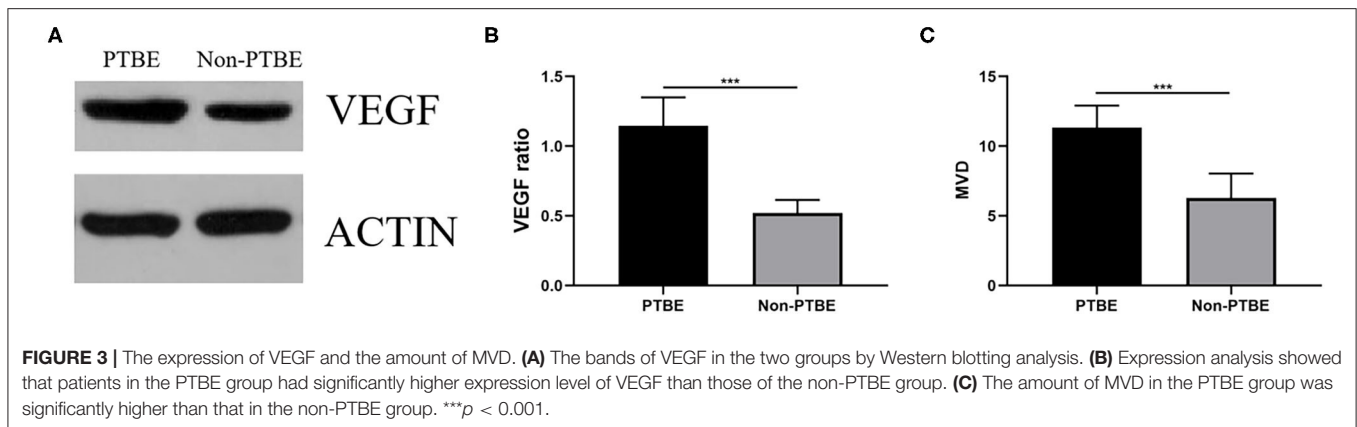 A
PTBE Non-PTBE
VEGF
ACTIN
B
***
1.5
1.0
0.5
0.0
VEGF ratio
PTBE Non-PTBE
C
***
15
10
5
0
MVD
PTBE Non-PTBE
FIGURE 3 | The expression of VEGF and the amount of MVD. (A) The bands of VEGF in the two groups by Western blotting analysis. (B) Expression analysis showed
that patients in the PTBE group had significantly higher expression level of VEGF than those of the non-PTBE group. (C) The amount of MVD in the PTBE group was
significantly higher than that in the non-PTBE group. ***p < 0.001.